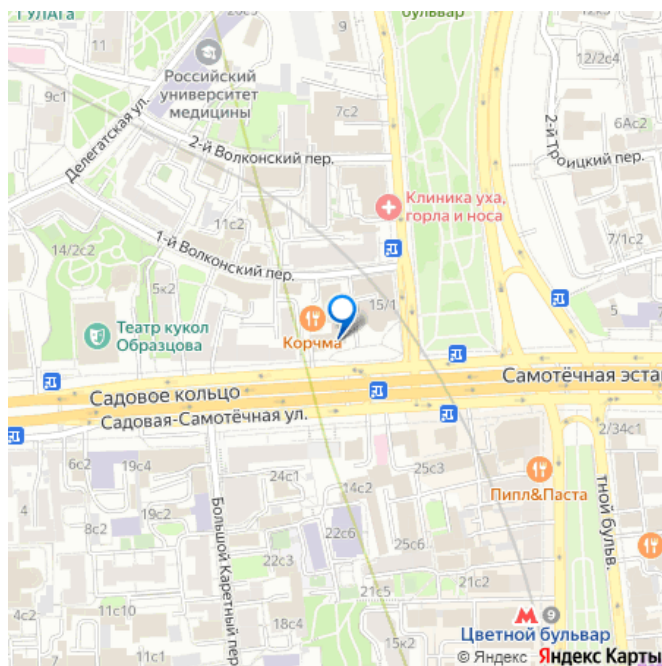 ГУЛАГа
бульвар
11
9
9с1
7с2
12/2с4
Российский
университет
медицины
6Ас2
2-й Троицкий пер.
Делегатская ул.
2-й Волконский пер.
Клиника уха,
горла и носа
11с2
14/2с2
1-й Волконский пер.
7/1с2
5к2
15/1
5
Театр кукол
Образцова
Корчма
Садовое кольцо
Самотёчная эста
Садовая-Самотёчная ул.
2/34с1
6с2
19с4
24с1
25с3
Пипл&Паста
14с2
19с2
8с2
Большой Каретный пер
22с6
25с6
тной бульв.
22с3
21с2
21с5
11с10
18с4
15к2
М 9
Цветной бульвар
© Яндекс Яндекс Карты